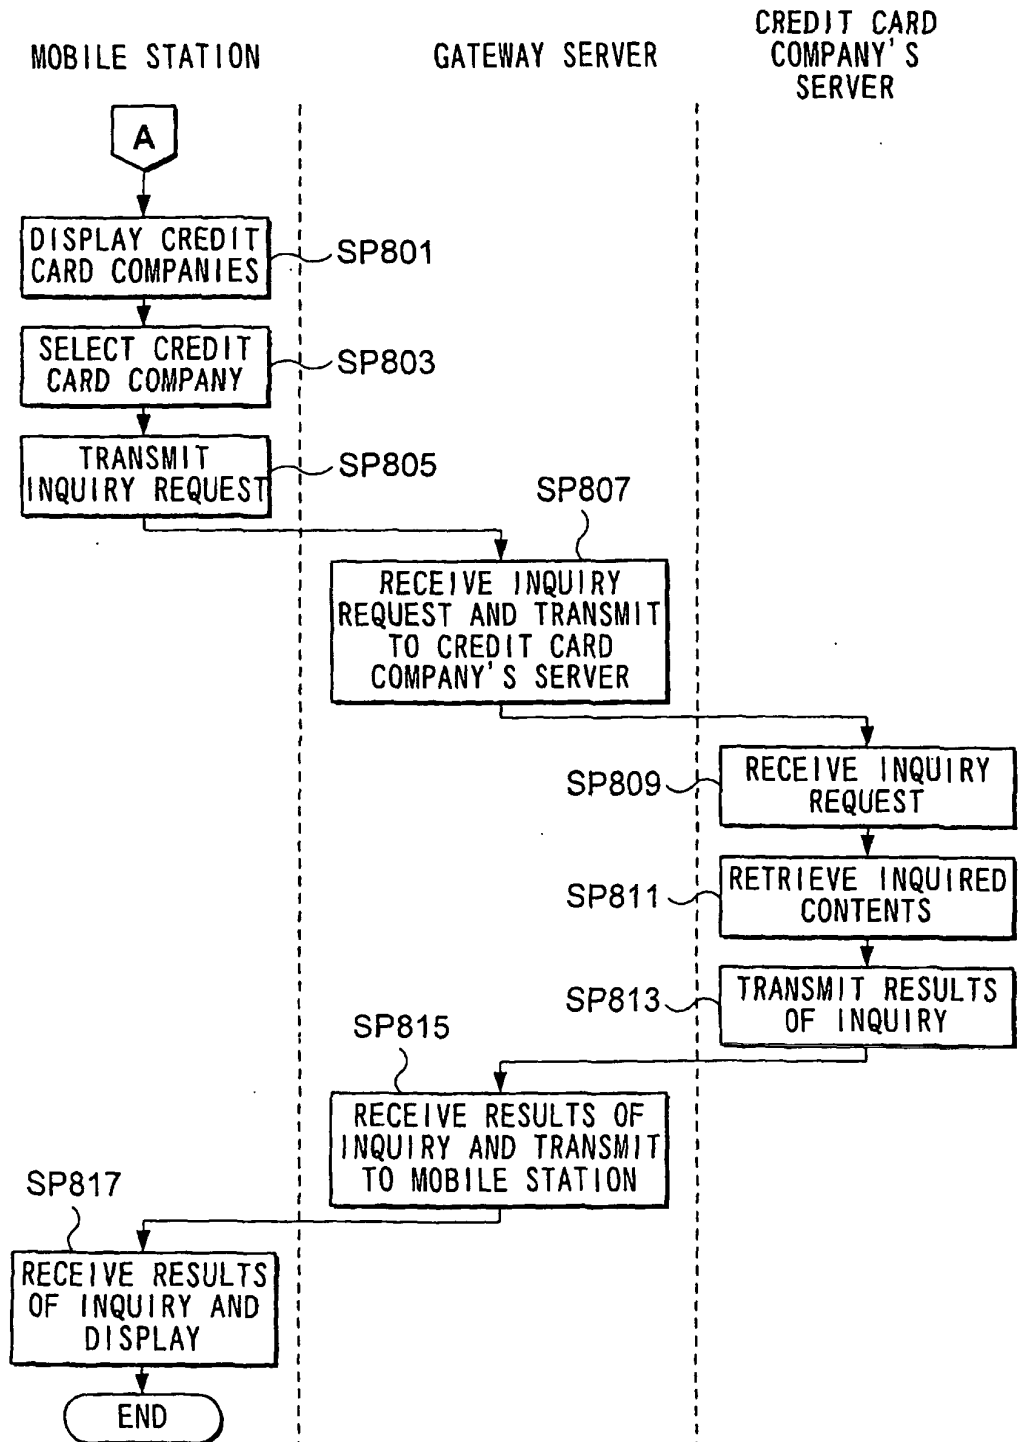 MOBILE STATION
GATEWAY SERVER
CREDIT CARD
COMPANY'S
SERVER
A
DISPLAY CREDIT
CARD COMPANIES
SP801
SELECT CREDIT
CARD COMPANY
SP803
TRANSMIT
INQUIRY REQUEST
SP805
SP807
RECEIVE INQUIRY
REQUEST AND TRANSMIT
TO CREDIT CARD
COMPANY'S SERVER
SP809
RECEIVE INQUIRY
REQUEST
SP811
RETRIEVE INQUIRED
CONTENTS
SP813
TRANSMIT RESULTS
OF INQUIRY
SP815
RECEIVE RESULTS OF
INQUIRY AND TRANSMIT
TO MOBILE STATION
SP817
RECEIVE RESULTS
OF INQUIRY AND
DISPLAY
END